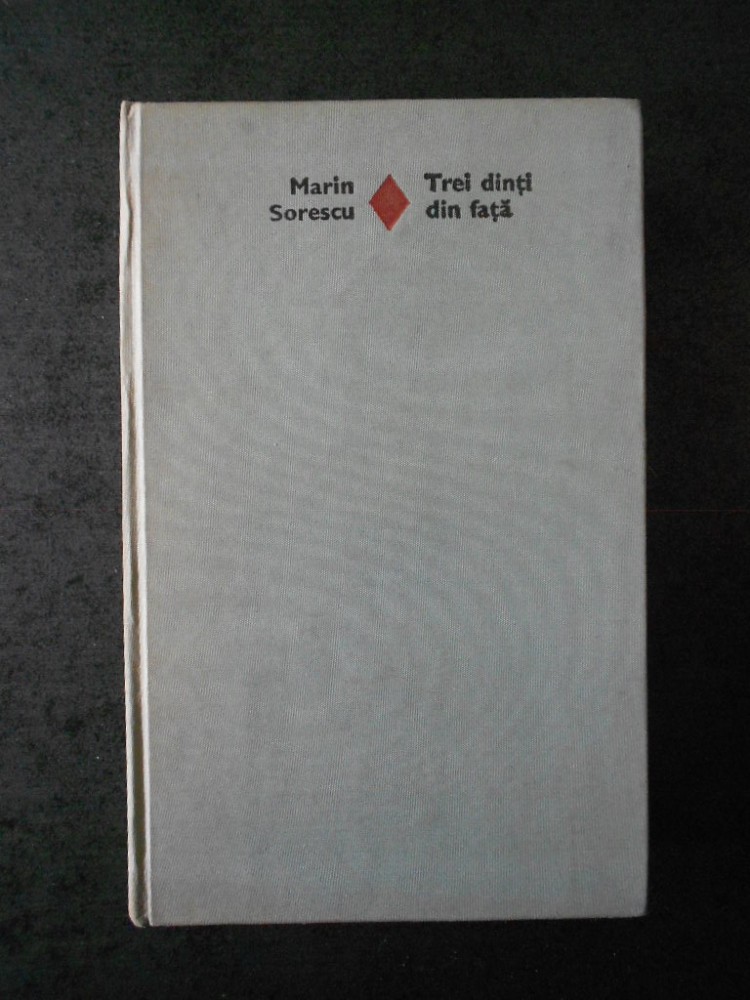 Marin
Sorescu
Trei dinți
din față